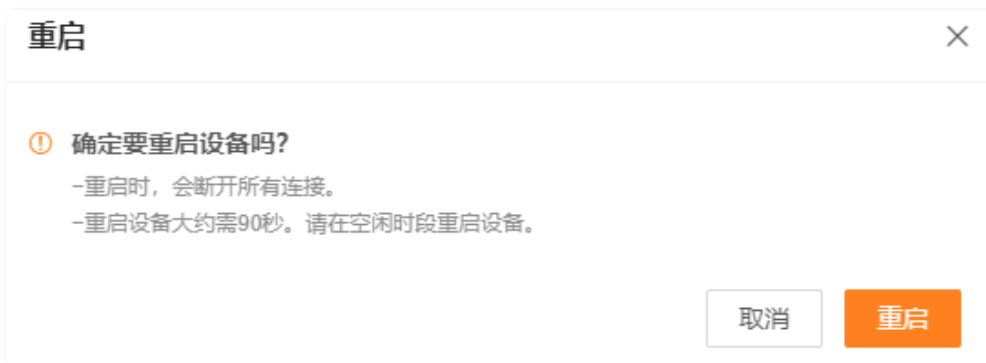 重启
确定要重启设备吗?
-重启时，会断开所有连接。
-重启设备大约需90秒。请在空闲时段重启设备。
取消
重启